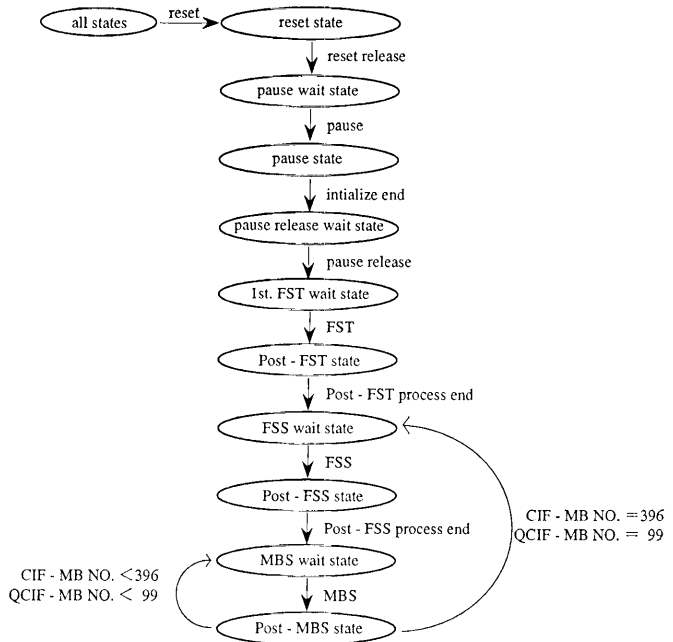 all states
reset
reset state
reset release
pause wait state
pause
pause state
intialize end
pause release wait state
pause release
1st. FST wait state
FST
Post - FST state
Post - FST process end
FSS wait state
FSS
Post - FSS state
Post - FSS process end
CIF - MB NO. = 396
QCIF - MB NO. = 99
MBS wait state
CIF - MB NO. < 396
QCIF - MB NO. < 99
MBS
Post - MBS state